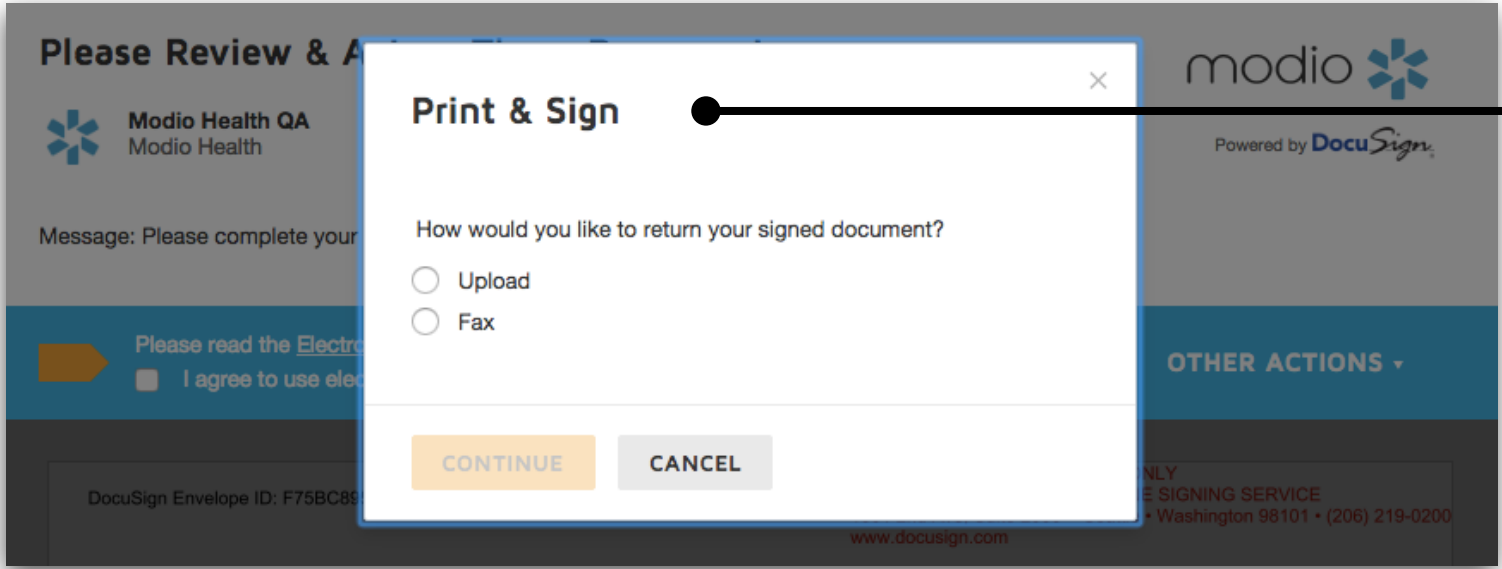 Please Review & A
modio
Modio Health QA
Modio Health
Powered by DocuSign
Message: Please complete your
Print & Sign
How would you like to return your signed document?
Upload
Fax
Please read the Electro
I agree to use elec
OTHER ACTIONS
CONTINUE
CANCEL
DocuSign Envelope ID: F75BC89
NLY
E SIGNING SERVICE
• Washington 98101 • (206) 219-0200
www.docusign.com